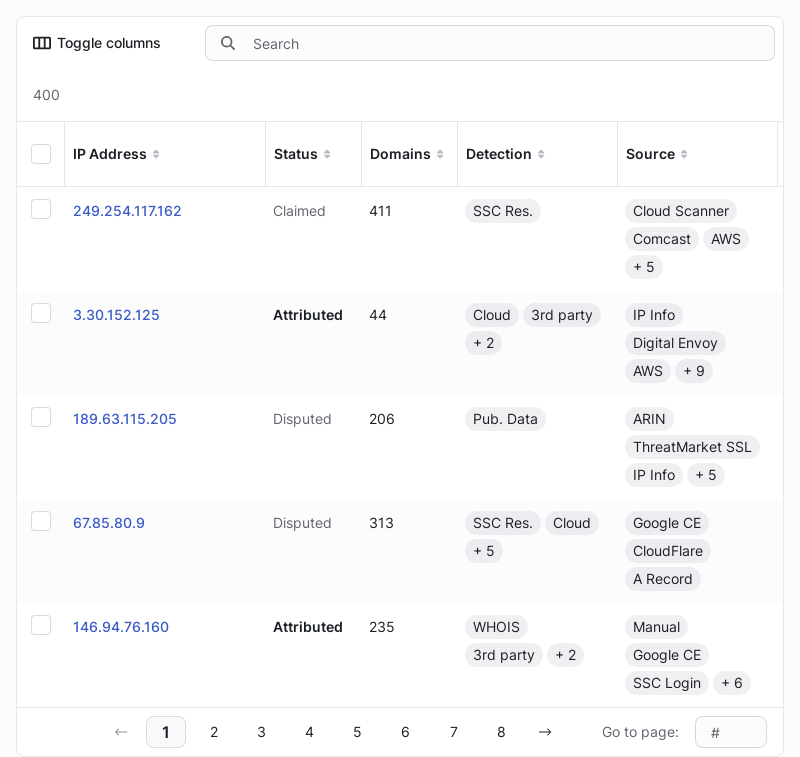 Toggle columns Search
400
IP Address Status Domains Detection Source
249.254.117.162 Claimed 411 SSC Res. Cloud Scanner
Comcast AWS
+ 5
3.30.152.125 Attributed 44 Cloud 3rd party IP Info
+ 2 Digital Envoy
AWS + 9
189.63.115.205 Disputed 206 Pub. Data ARIN
ThreatMarket SSL
IP Info + 5
67.85.80.9 Disputed 313 SSC Res. Cloud Google CE
+ 5 CloudFlare
A Record
146.94.76.160 Attributed 235 WHOIS Manual
3rd party + 2 Google CE
SSC Login + 6
← 1 2 3 4 5 6 7 8 → Go to page: #